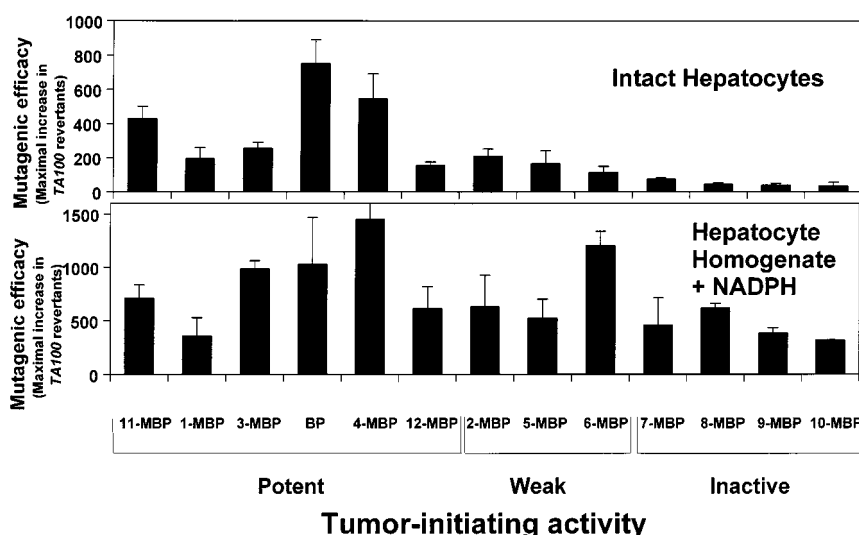 Mutagenic efficacy
(Maximal increase in
TA100 revertants)
1000
800
600
400
200
0
Intact Hepatocytes
Mutagenic efficacy
(Maximal increase in
TA100 revertants)
1500
1000
500
0
Hepatocyte
Homogenate
+ NADPH
11-MBP 1-MBP 3-MBP BP 4-MBP 12-MBP 2-MBP 5-MBP 6-MBP 7-MBP 8-MBP 9-MBP 10-MBP
Potent Weak Inactive
Tumor-initiating activity